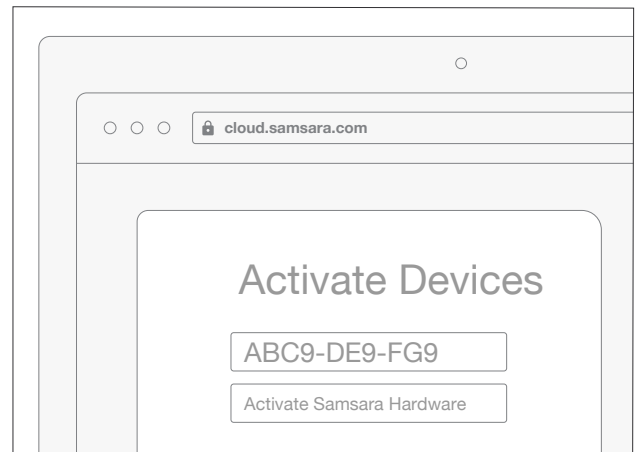 cloud.samsara.com
Activate Devices
ABC9-DE9-FG9
Activate Samsara Hardware